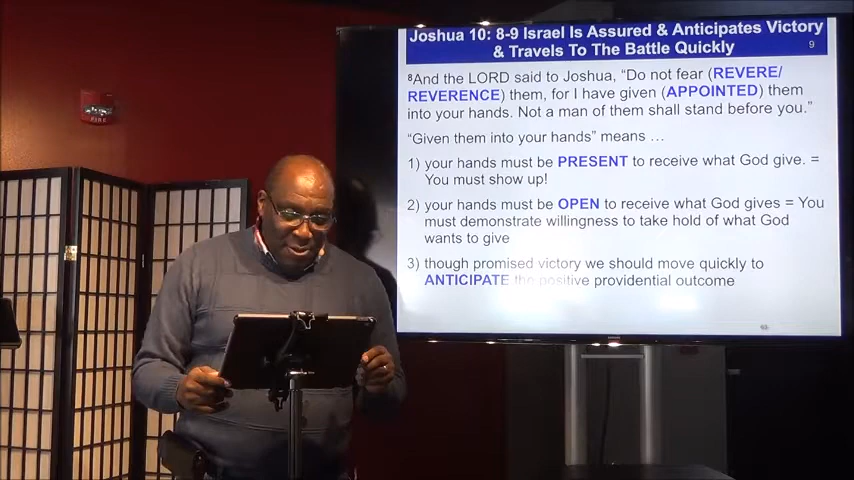 Joshua 10: 8-9 Israel Is Assured & Anticipates Victory
& Travels To The Battle Quickly
9
8And the LORD said to Joshua, “Do not fear (REVERE/
REVERENCE) them, for I have given (APPOINTED) them
into your hands. Not a man of them shall stand before you.”
“Given them into your hands” means …
1) your hands must be PRESENT to receive what God give. =
You must show up!
2) your hands must be OPEN to receive what God gives = You
must demonstrate willingness to take hold of what God
wants to give
3) though promised victory we should move quickly to
ANTICIPATE the positive providential outcome
FIRE